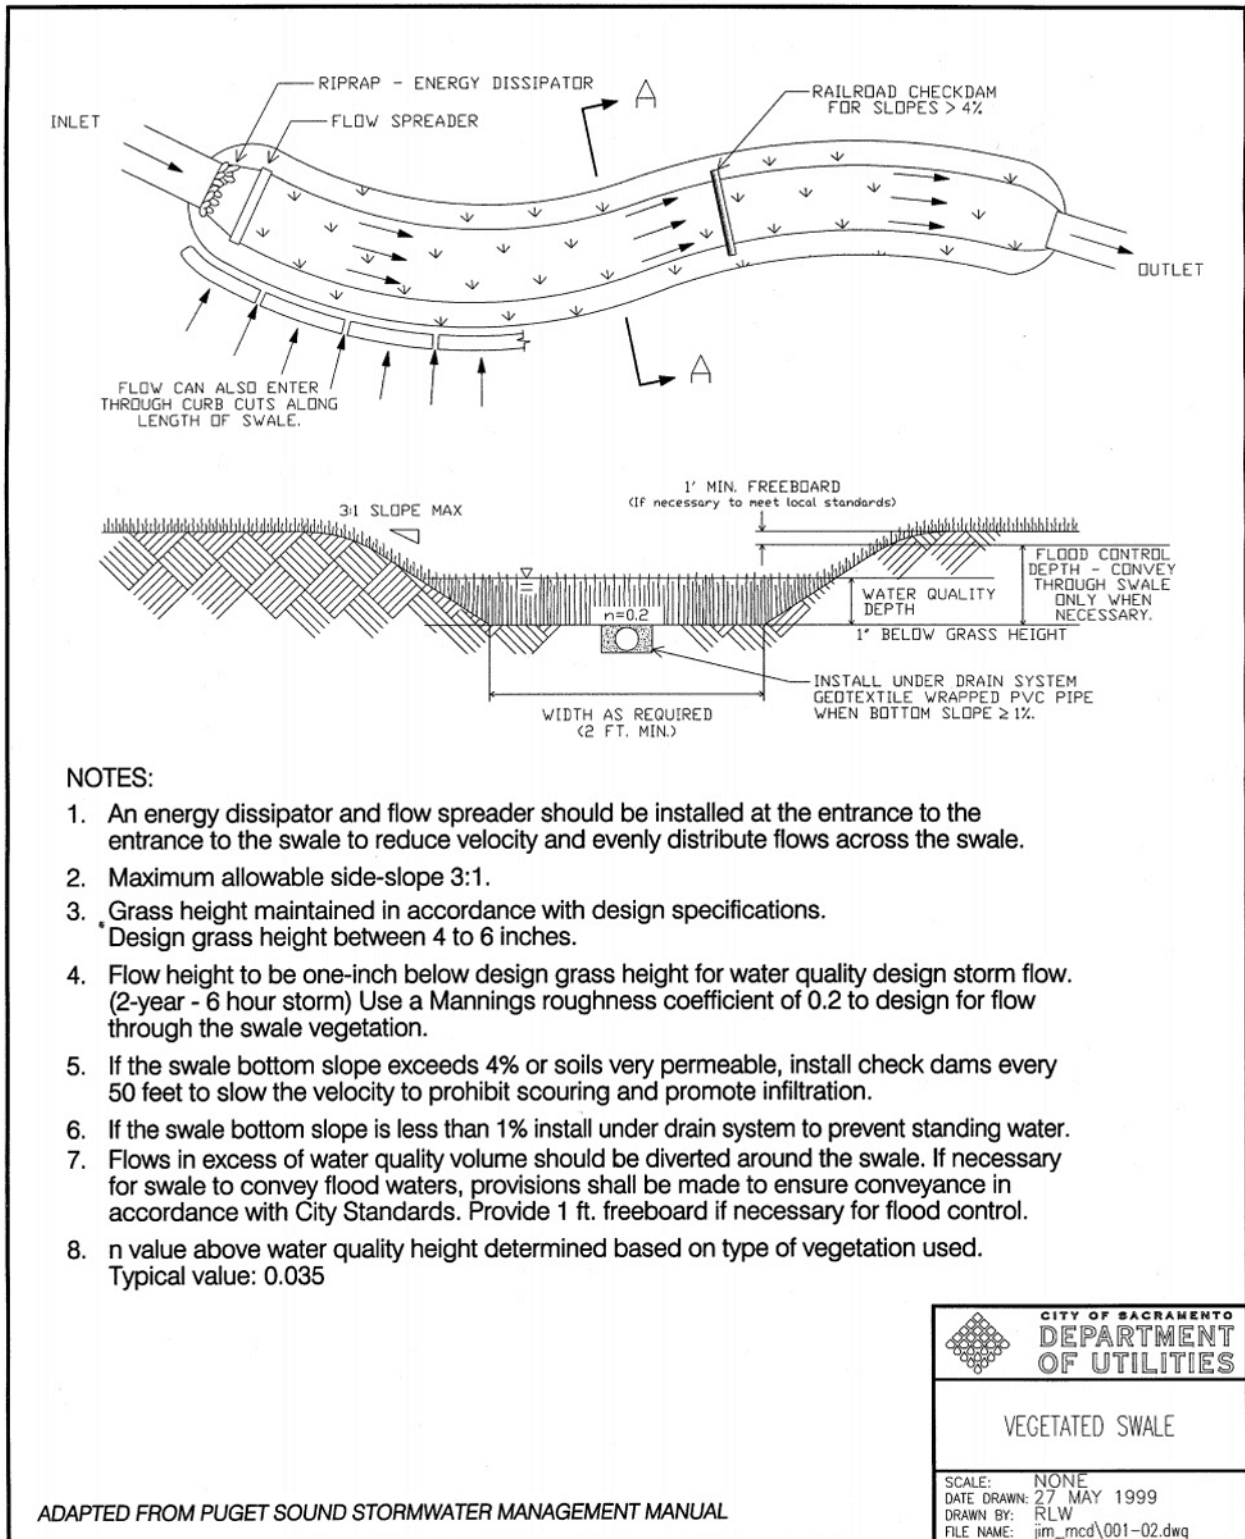 INLET
RIPRAP - ENERGY DISSIPATOR
FLOW SPREADER
A
RAILROAD CHECKDAM
FOR SLOPES > 4%
OUTLET
A
FLOW CAN ALSO ENTER
THROUGH CURB CUTS ALONG
LENGTH OF SWALE.
3:1 SLOPE MAX
1' MIN. FREEBOARD
(If necessary to meet local standards)
n=0.2
WATER QUALITY
DEPTH
FLOOD CONTROL
DEPTH - CONVEY
THROUGH SWALE
ONLY WHEN
NECESSARY.
1" BELOW GRASS HEIGHT
INSTALL UNDER DRAIN SYSTEM
GEOTEXTILE WRAPPED PVC PIPE
WHEN BOTTOM SLOPE ≥ 1%.
WIDTH AS REQUIRED
(2 FT. MIN.)
NOTES:
1. An energy dissipator and flow spreader should be installed at the entrance to the
entrance to the swale to reduce velocity and evenly distribute flows across the swale.
2. Maximum allowable side-slope 3:1.
3. Grass height maintained in accordance with design specifications.
Design grass height between 4 to 6 inches.
4. Flow height to be one-inch below design grass height for water quality design storm flow.
(2-year - 6 hour storm) Use a Mannings roughness coefficient of 0.2 to design for flow
through the swale vegetation.
5. If the swale bottom slope exceeds 4% or soils very permeable, install check dams every
50 feet to slow the velocity to prohibit scouring and promote infiltration.
6. If the swale bottom slope is less than 1% install under drain system to prevent standing water.
7. Flows in excess of water quality volume should be diverted around the swale. If necessary
for swale to convey flood waters, provisions shall be made to ensure conveyance in
accordance with City Standards. Provide 1 ft. freeboard if necessary for flood control.
8. n value above water quality height determined based on type of vegetation used.
Typical value: 0.035
CITY OF SACRAMENTO
DEPARTMENT
OF UTILITIES
VEGETATED SWALE
SCALE: NONE
DATE DRAWN: 27 MAY 1999
DRAWN BY: RLW
FILE NAME: jim_mcd\001-02.dwg
ADAPTED FROM PUGET SOUND STORMWATER MANAGEMENT MANUAL